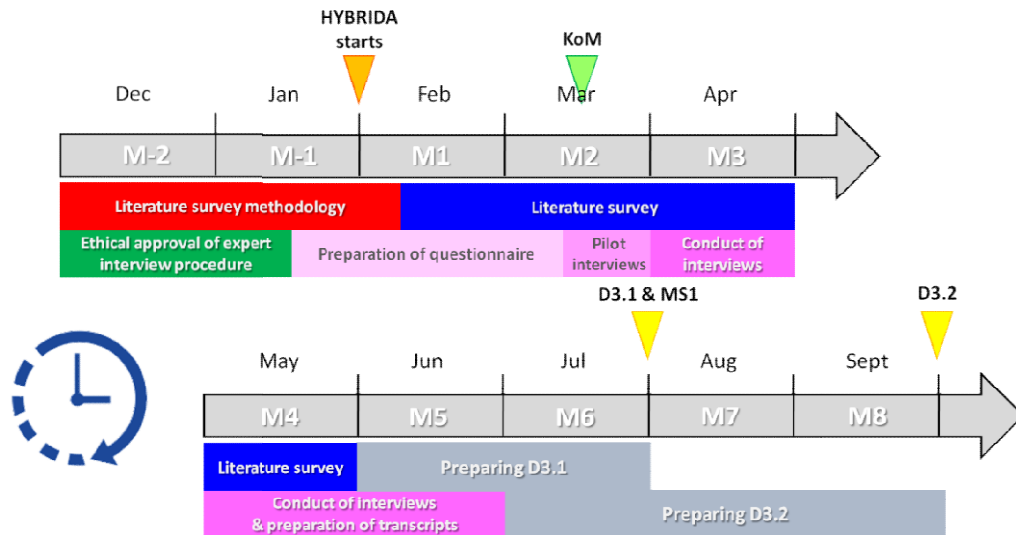 HYBRIDA
starts
KoM
Dec Jan Feb Mar Apr
M-2 M-1 M1 M2 M3
Literature survey methodology Literature survey
Ethical approval of expert
interview procedure
Preparation of questionnaire
Pilot
interviews
Conduct of
interviews
D3.1 & MS1 D3.2
May Jun Jul Aug Sept
M4 M5 M6 M7 M8
Literature survey Preparing D3.1
Conduct of interviews
& preparation of transcripts
Preparing D3.2